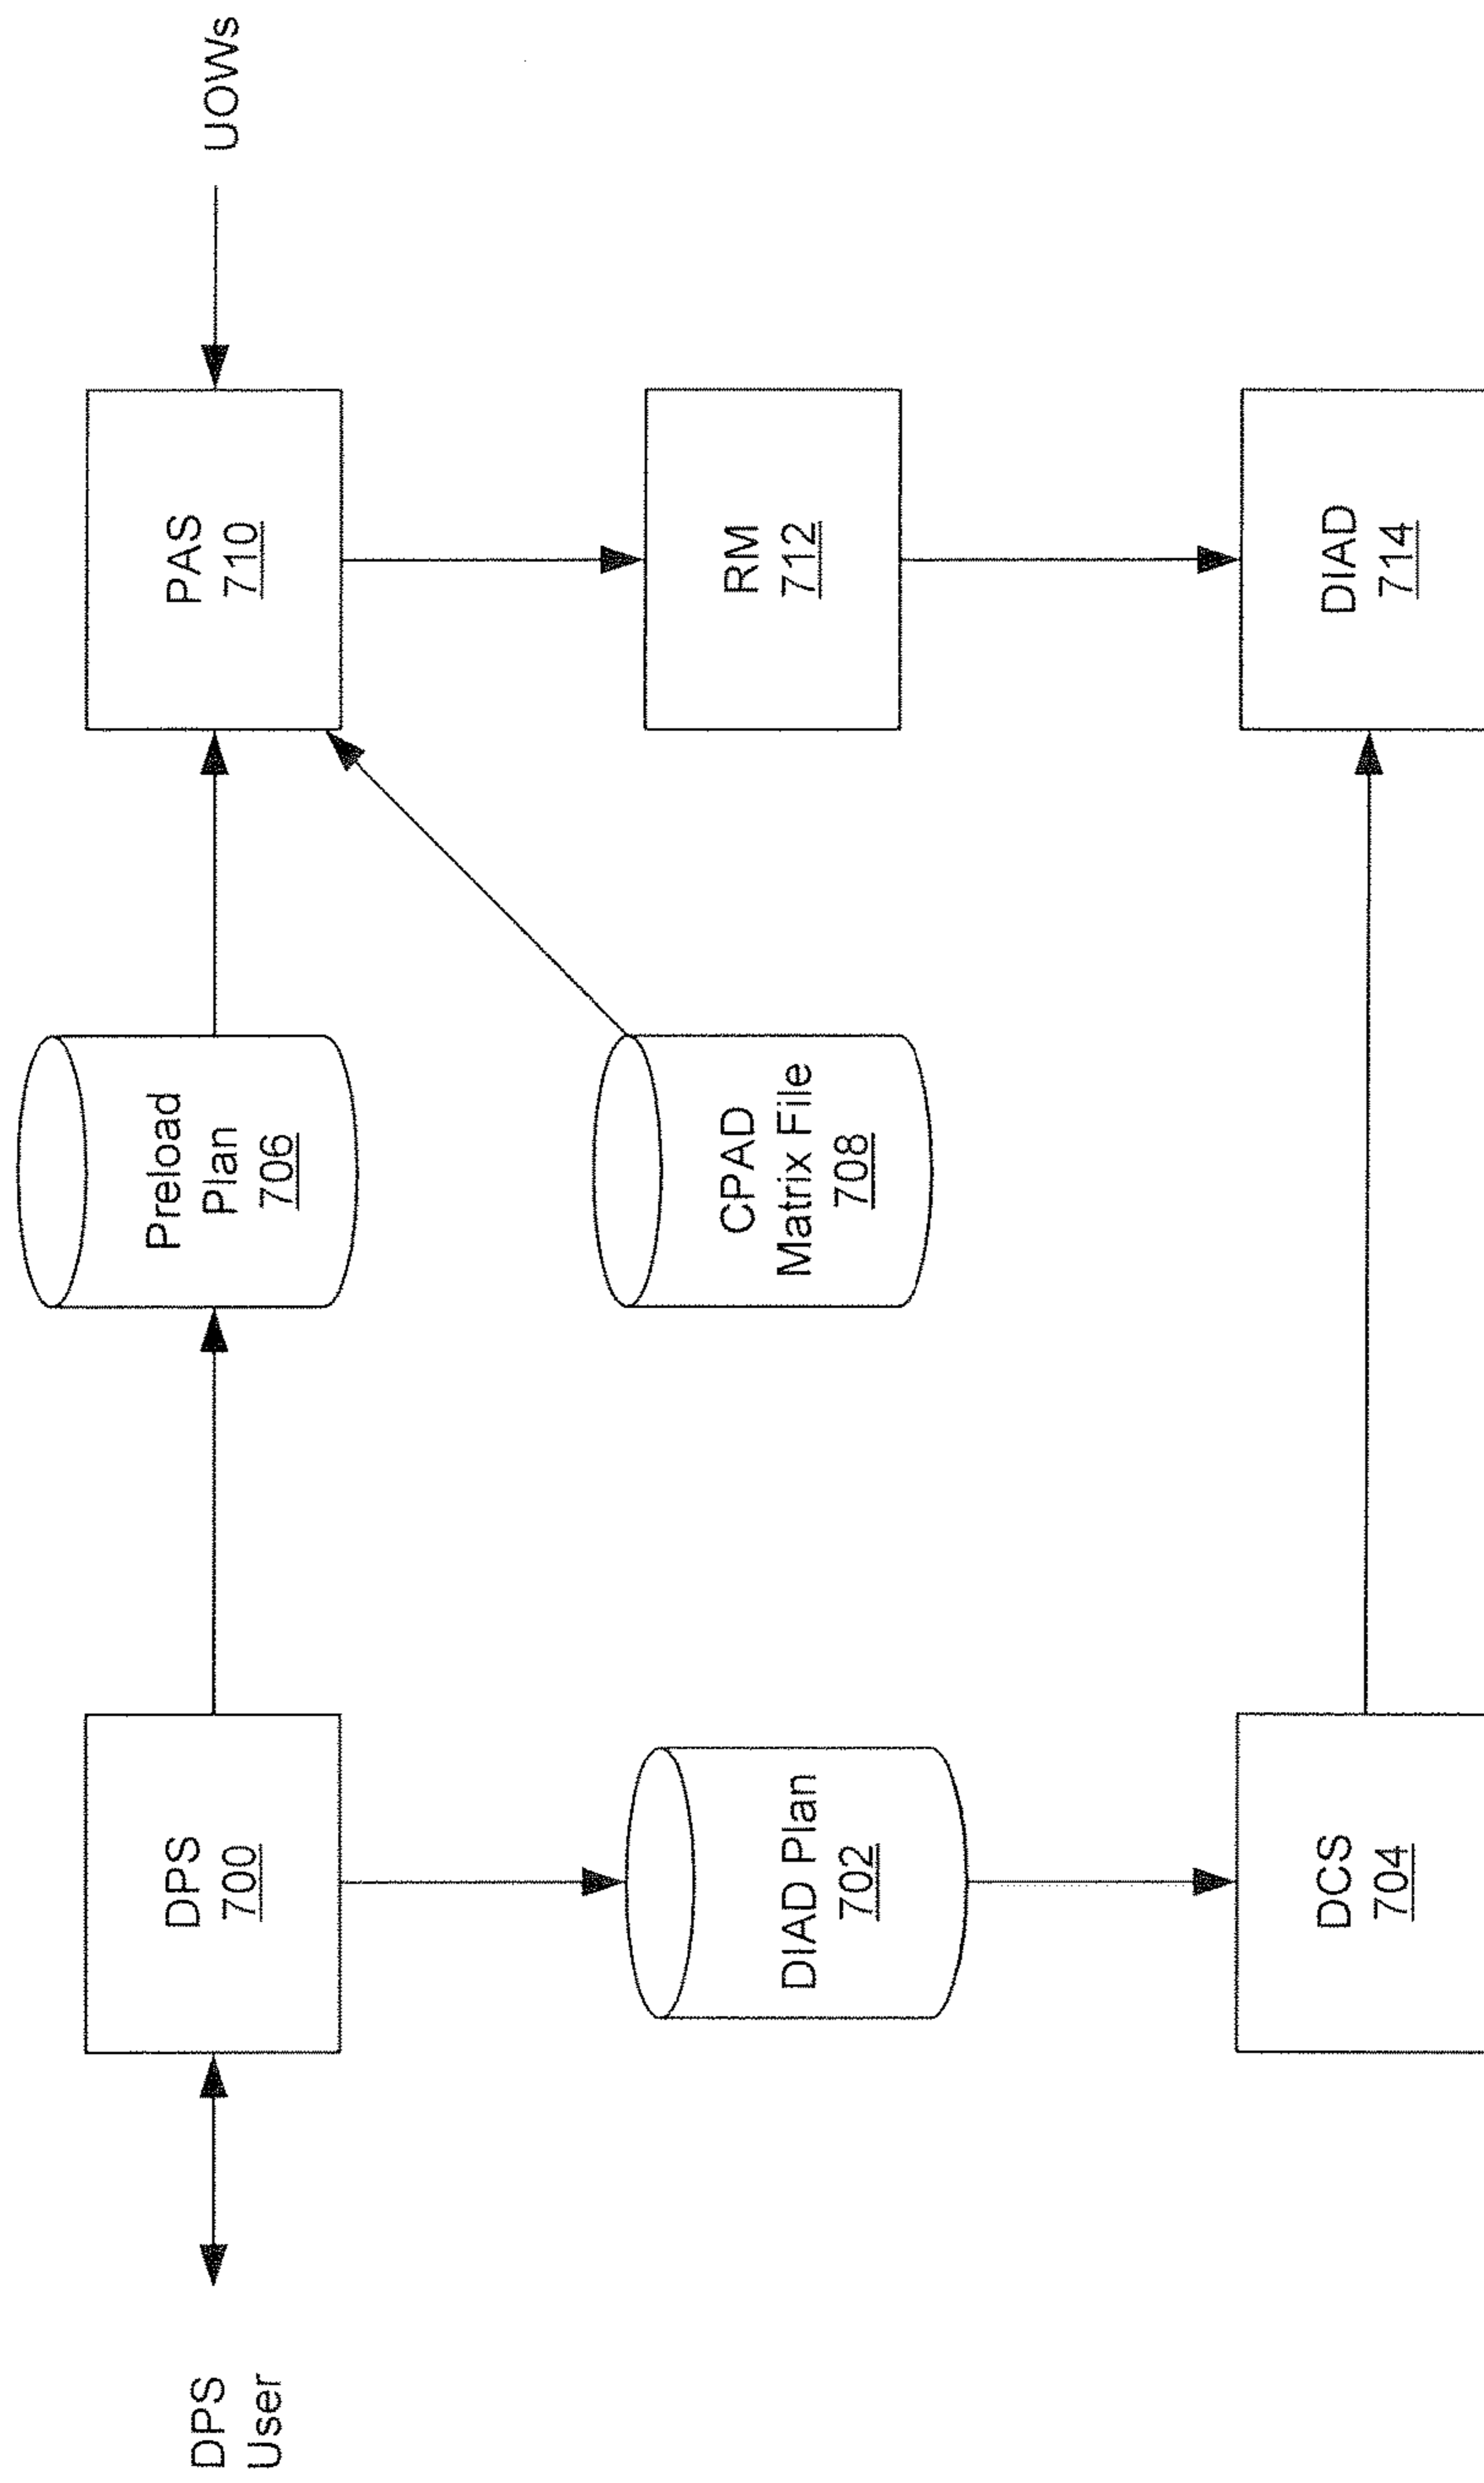 DPS
User
DPS
700
Preload
Plan
706
PAS
710
UOWs
DIAD Plan
702
CPAD
Matrix File
708
RM
712
DCS
704
DIAD
714